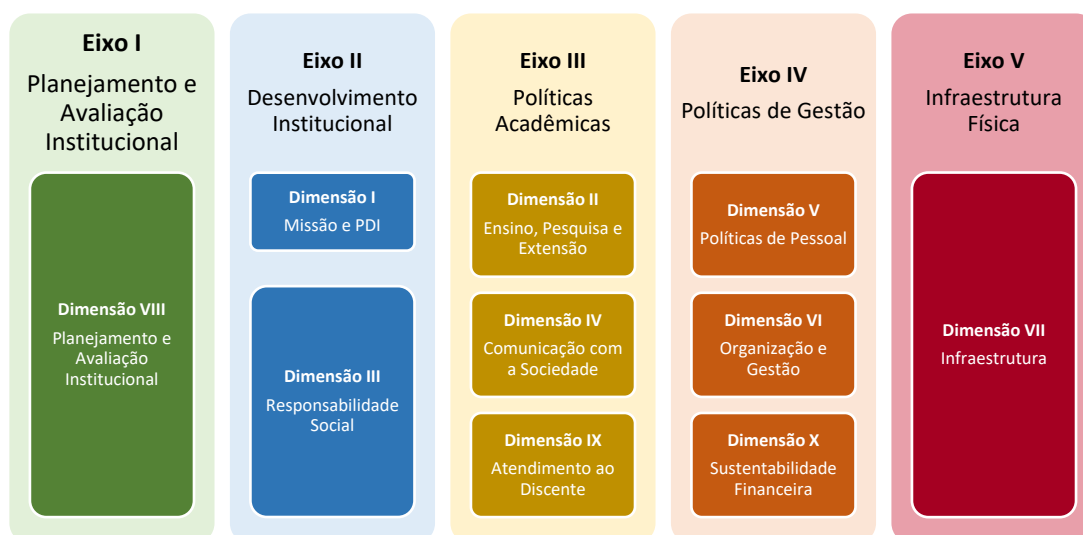 Eixo I
Planejamento e
Avaliação
Institucional
Dimensão VIII
Planejamento e
Avaliação
Institucional
Eixo II
Desenvolvimento
Institucional
Dimensão I
Missão e PDI
Dimensão III
Responsabilidade
Social
Eixo III
Políticas
Acadêmicas
Dimensão II
Ensino, Pesquisa e
Extensão
Dimensão IV
Comunicação com
a Sociedade
Dimensão IX
Atendimento ao
Discente
Eixo IV
Políticas de Gestão
Dimensão V
Políticas de Pessoal
Dimensão VI
Organização e
Gestão
Dimensão X
Sustentabilidade
Financeira
Eixo V
Infraestrutura
Física
Dimensão VII
Infraestrutura